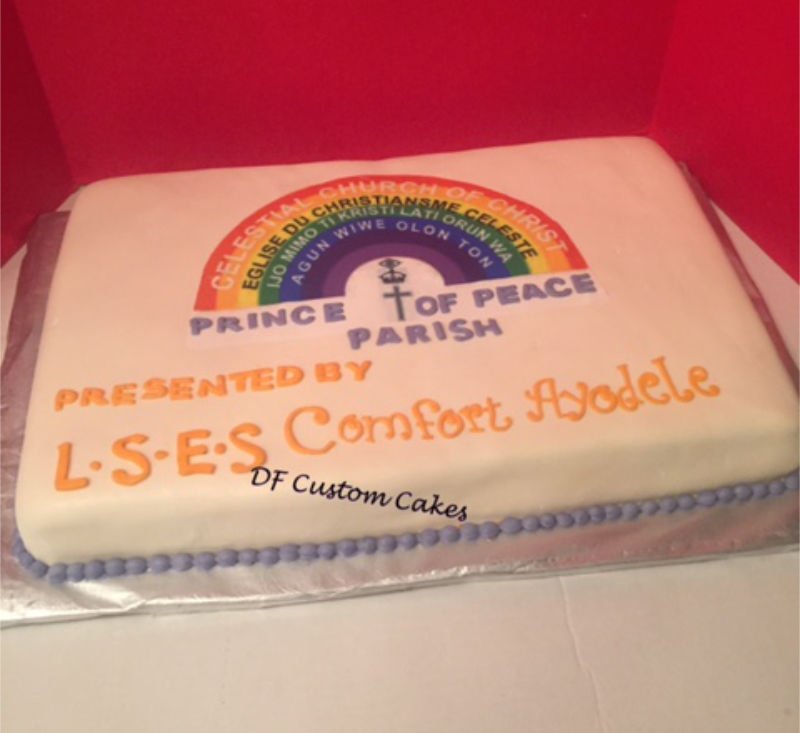 CELESTIAL CHURCH OF CHRIST
EGLISE DU CHRISTIANSME CELESTE
IJO MIMO TI KRISTI LATI ORUN WA
AGUN WIWE OLON TON
PRINCE OF PEACE
PARISH
PRESENTED BY
L·S·E·S Comfort Ayodele
DF Custom Cakes